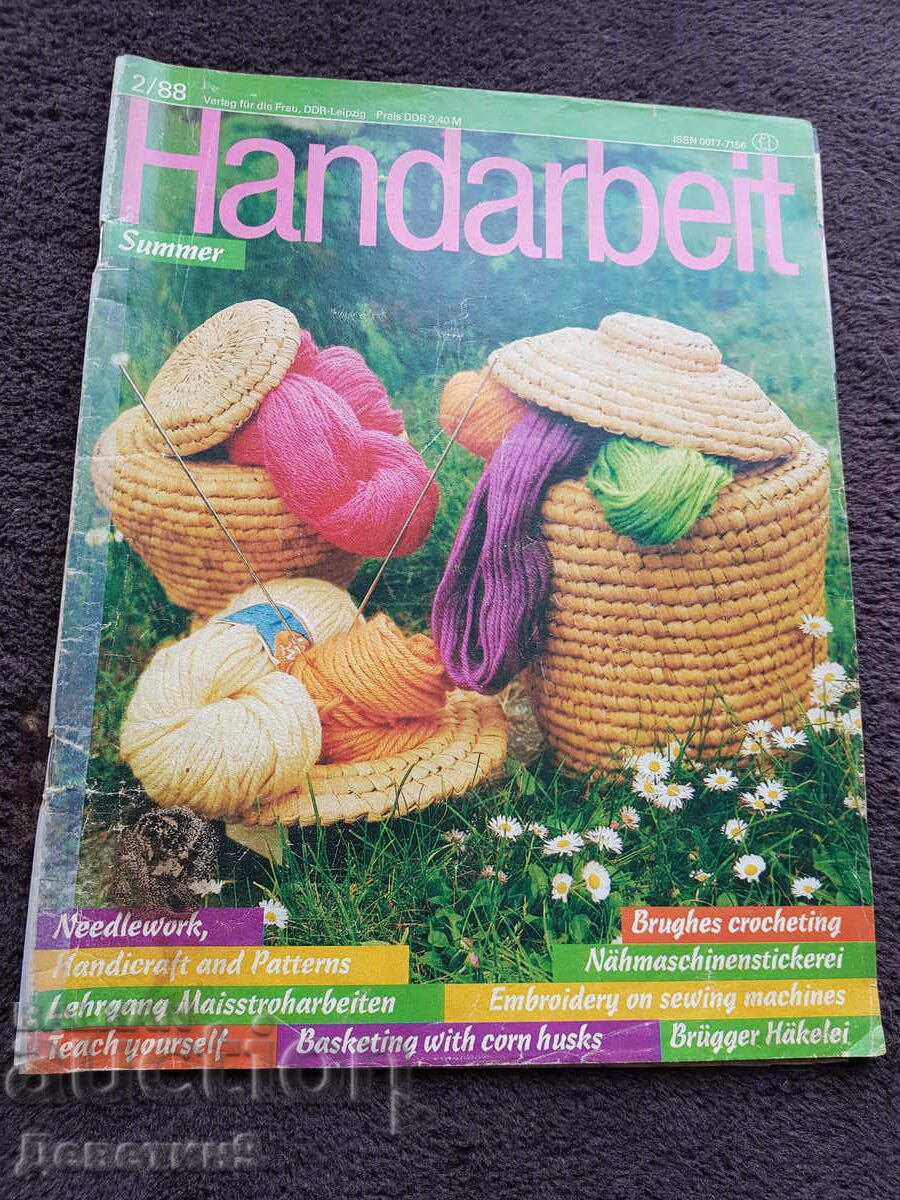 2/88
Verlag für die Frau, DDR-Leipzig Preis DDR 2,40 M
ISSN 0017-7156
Handarbeit
Summer
Needlework,
Brughes crocheting
Handicraft and Patterns
Nähmaschinenstickerei
Lehrgang Maisstroharbeiten
Embroidery on sewing machines
Teach yourself
Basketing with corn husks
Brügger Häkelei
auction
Деветин9